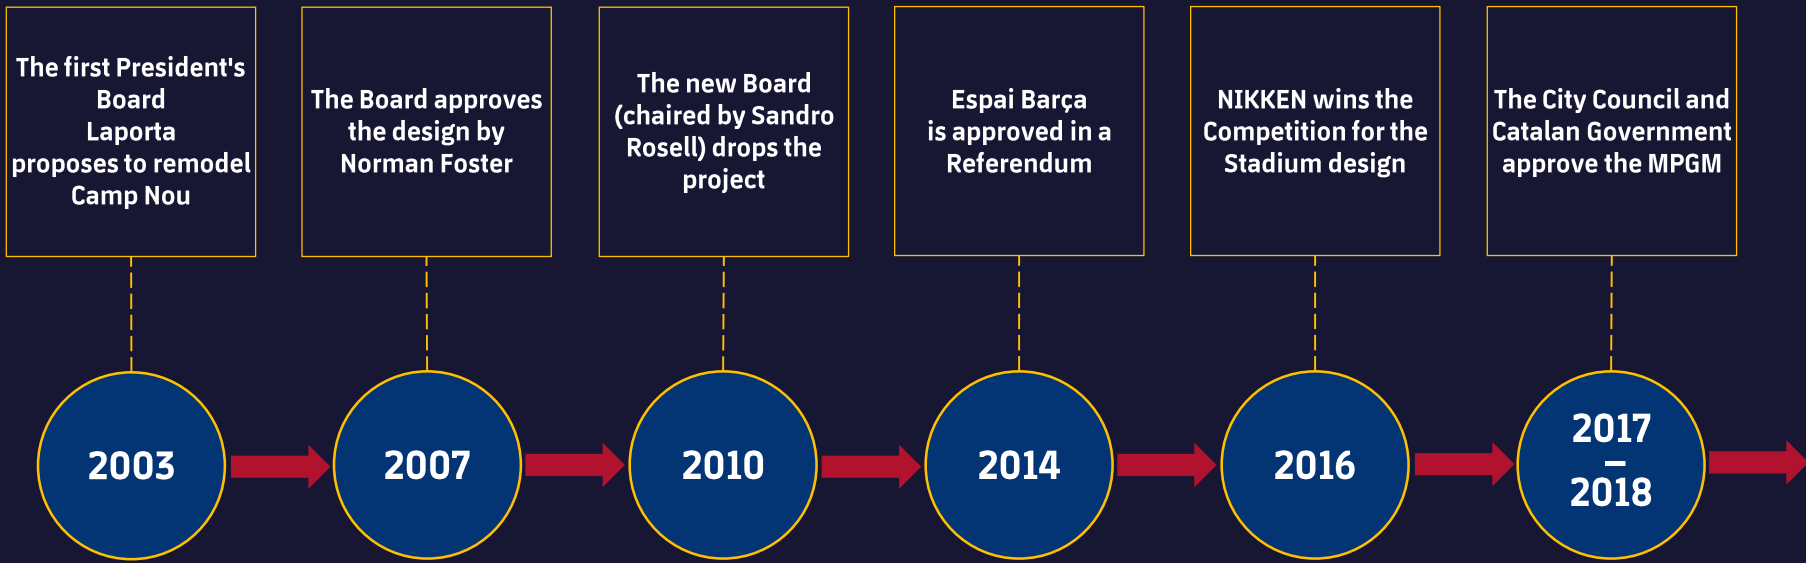 The first President's
Board
Laporta
proposes to remodel
Camp Nou
The Board approves
the design by
Norman Foster
The new Board
(chaired by Sandro
Rosell) drops the
project
Espai Barça
is approved in a
Referendum
NIKKEN wins the
Competition for the
Stadium design
The City Council and
Catalan Government
approve the MPGM
2003
2007
2010
2014
2016
2017
–
2018